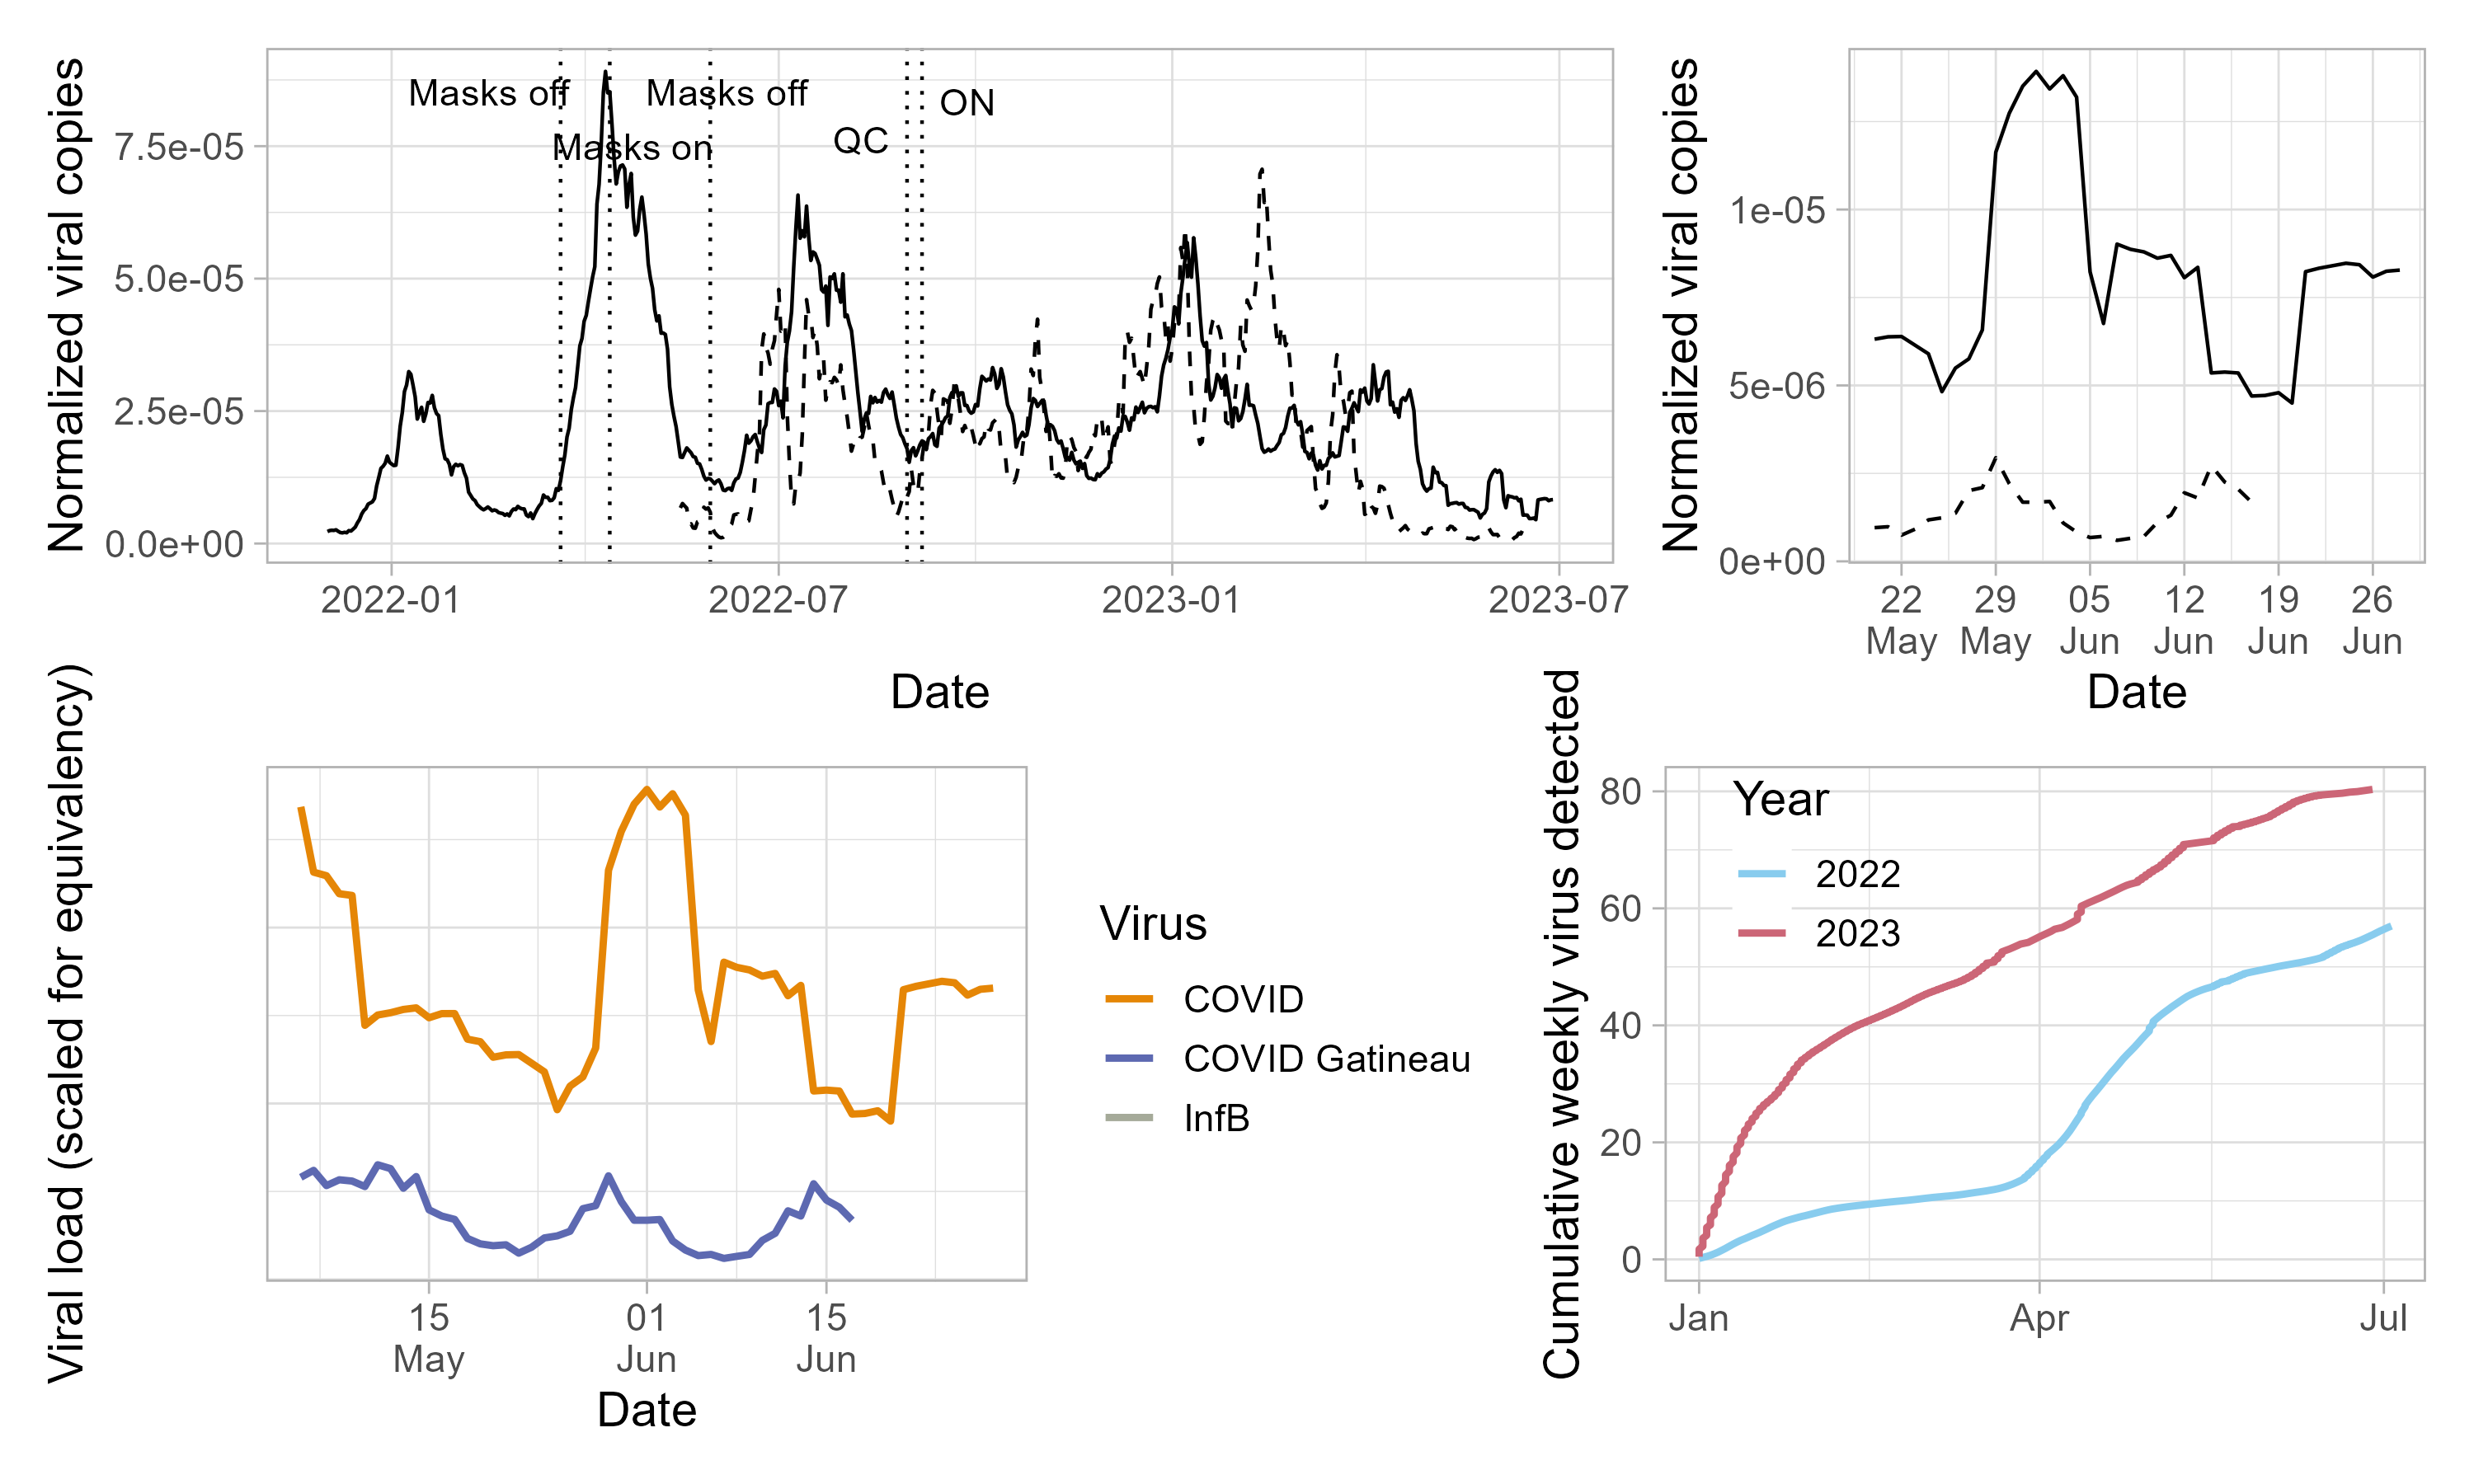 Normalized viral copies
7.5e-05
5.0e-05
2.5e-05
0.0e+00
Masks off
Masks on
Masks off
QC
ON
2022-01
2022-07
2023-01
2023-07
Date
Normalized viral copies
1e-05
5e-06
0e+00
22
May
29
May
05
Jun
12
Jun
19
Jun
26
Jun
Date
Viral load (scaled for equivalency)
15
May
01
Jun
15
Jun
Date
Virus
COVID
COVID Gatineau
InfB
Cumulative weekly virus detected
80
60
40
20
0
Year
2022
2023
Jan
Apr
Jul